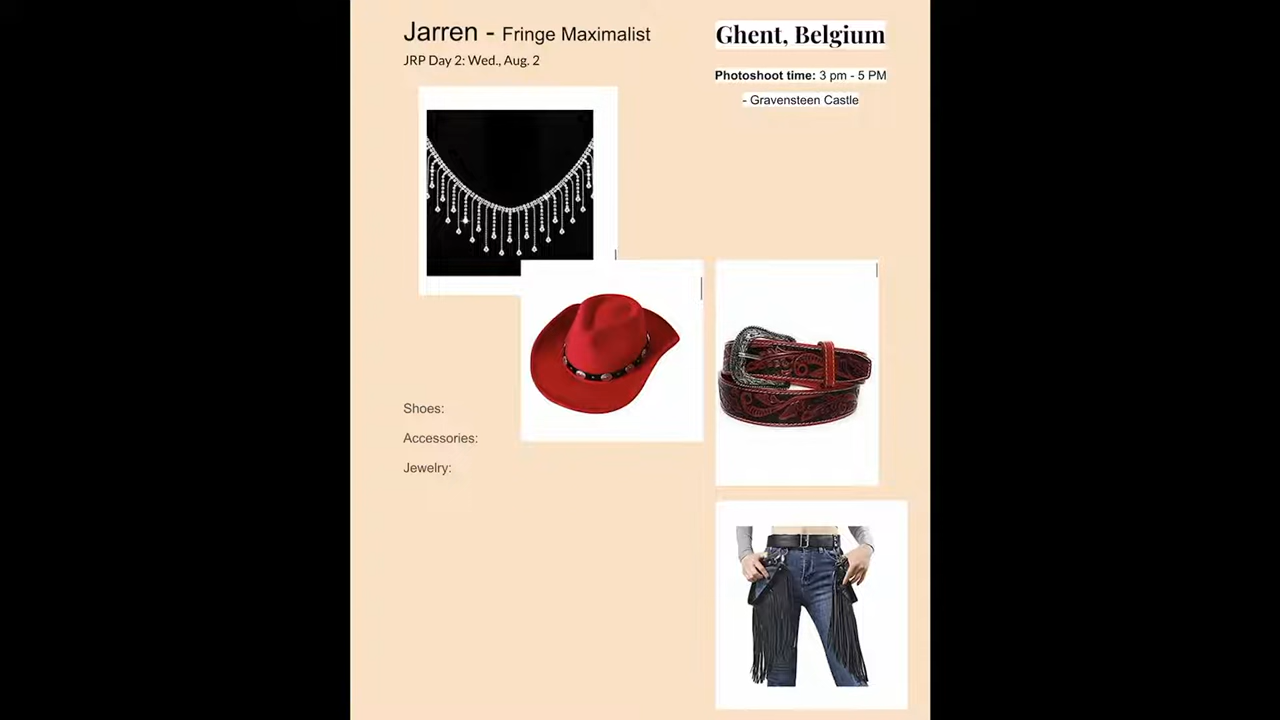 Jarren - Fringe Maximalist
JRP Day 2: Wed., Aug. 2
Ghent, Belgium
Photoshoot time: 3 pm - 5 PM
- Gravensteen Castle
Shoes:
Accessories:
Jewelry: